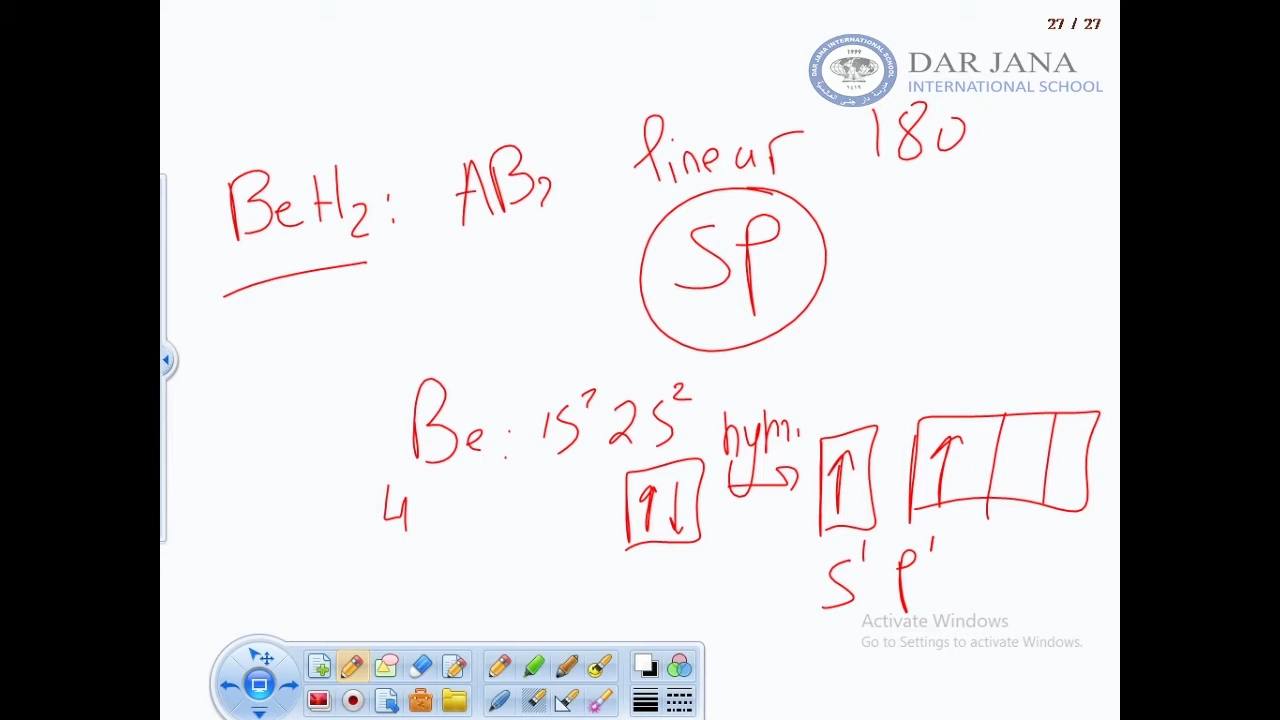 27 / 27
DAR JANA
INTERNATIONAL SCHOOL
BeH₂: AB₂ linear 180
SP
Be: 1S² 2S²
4
S¹ P¹
Activate Windows
Go to Settings to activate Windows.